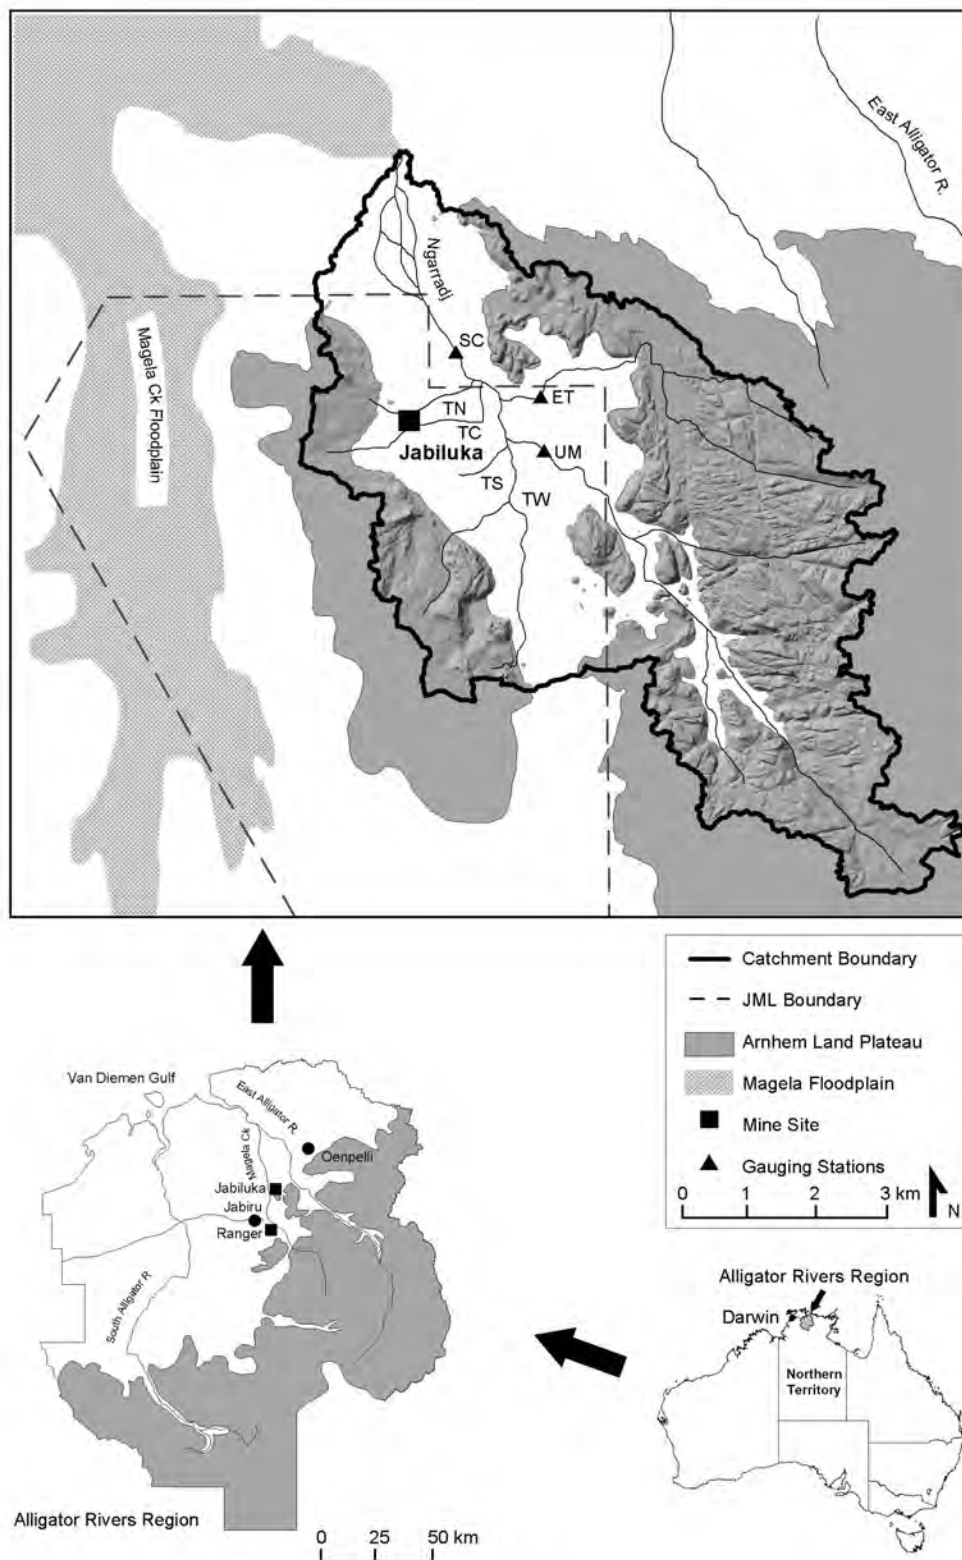 East Alligator R.
Ngarradj
Magela Ck Floodplain
SC
ET
TN
TC
UM
Jabiluka
TS
TW
Catchment Boundary
JML Boundary
Arnhem Land Plateau
Magela Floodplain
Mine Site
Gauging Stations
0 1 2 3 km
N
Van Diemen Gulf
East Alligator R
Magela Ck
Oenpelli
Jabiluka
Jabiru
Ranger
South Alligator R
Alligator Rivers Region
0 25 50 km
Alligator Rivers Region
Darwin
Northern
Territory